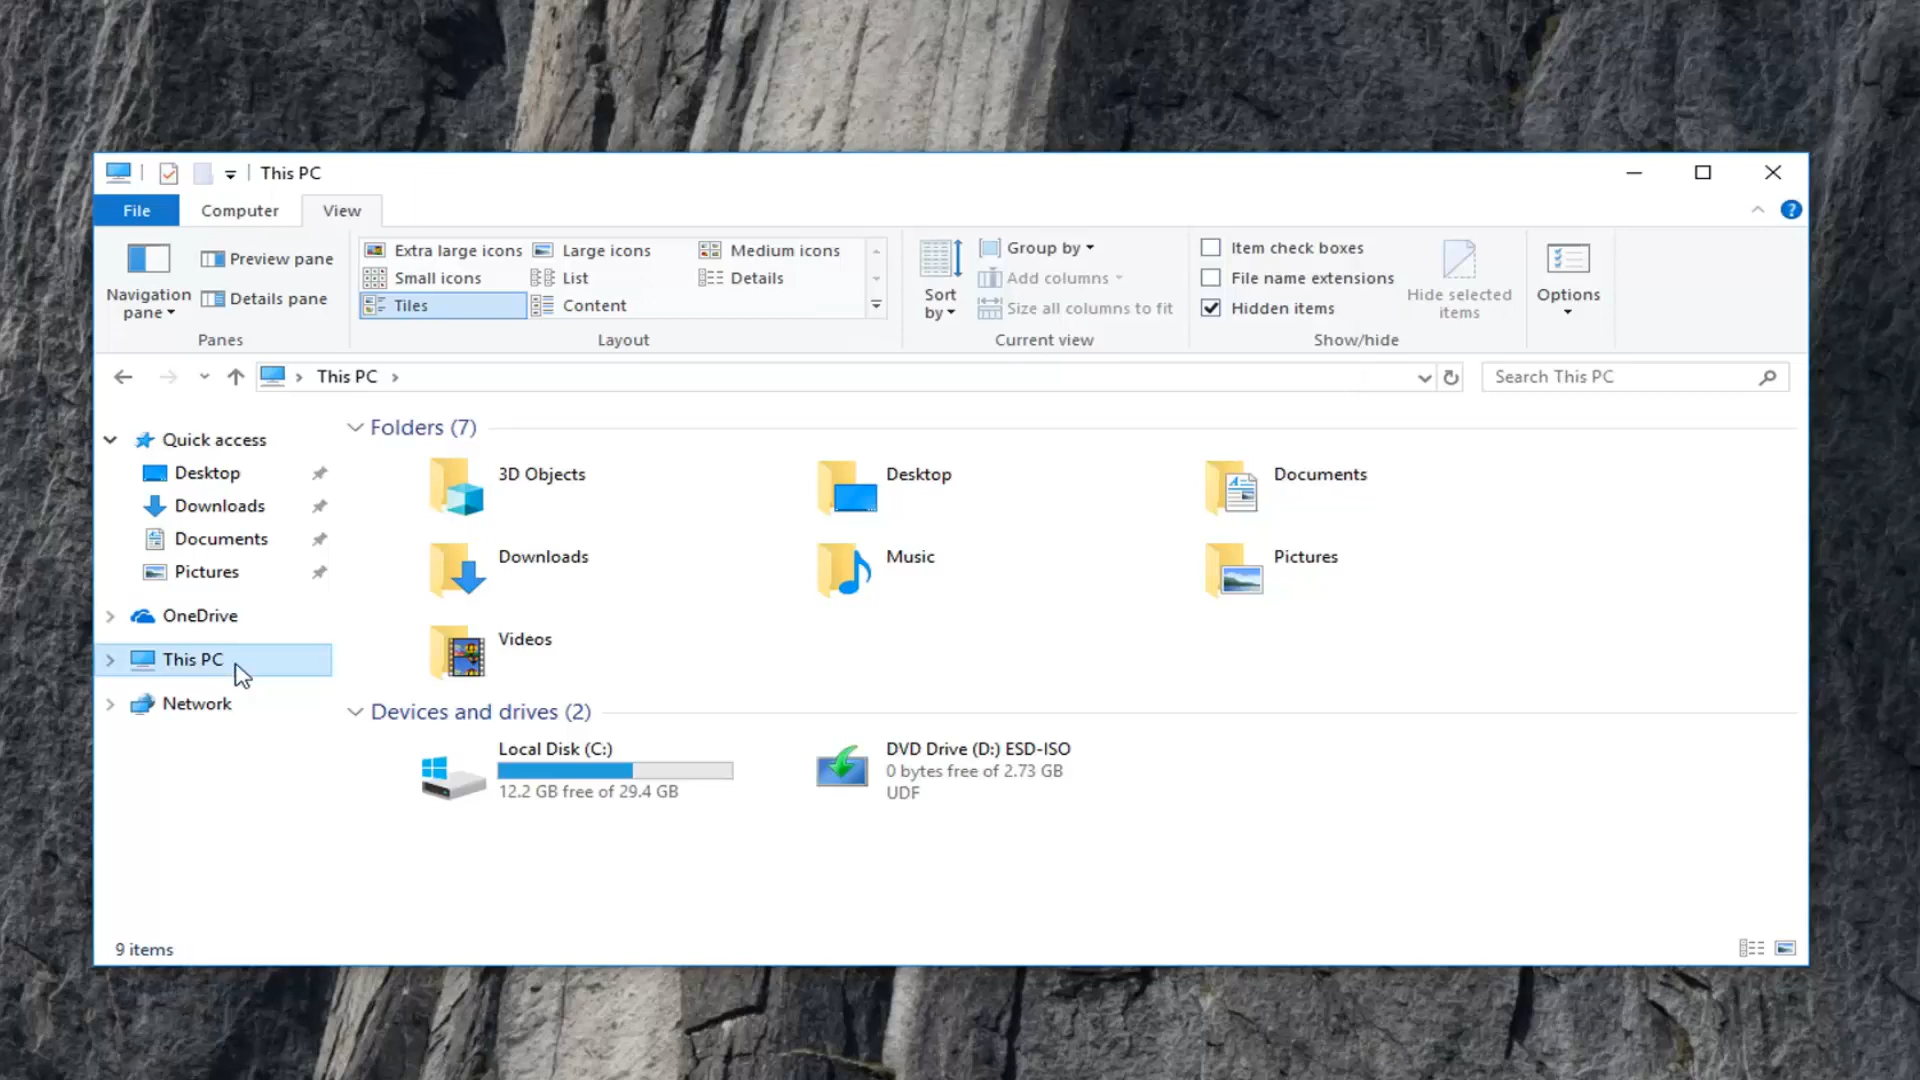 This PC
File Computer View
Navigation pane
Preview pane
Details pane
Panes
Extra large icons Large icons Medium icons
Small icons List Details
Tiles Content
Layout
Sort by
Group by
Add columns
Size all columns to fit
Current view
Item check boxes
File name extensions
Hidden items
Hide selected items
Show/hide
Options
This PC
Search This PC
Quick access
Desktop
Downloads
Documents
Pictures
OneDrive
This PC
Network
Folders (7)
3D Objects Desktop Documents
Downloads Music Pictures
Videos
Devices and drives (2)
Local Disk (C:)
12.2 GB free of 29.4 GB
DVD Drive (D:) ESD-ISO
0 bytes free of 2.73 GB
UDF
9 items